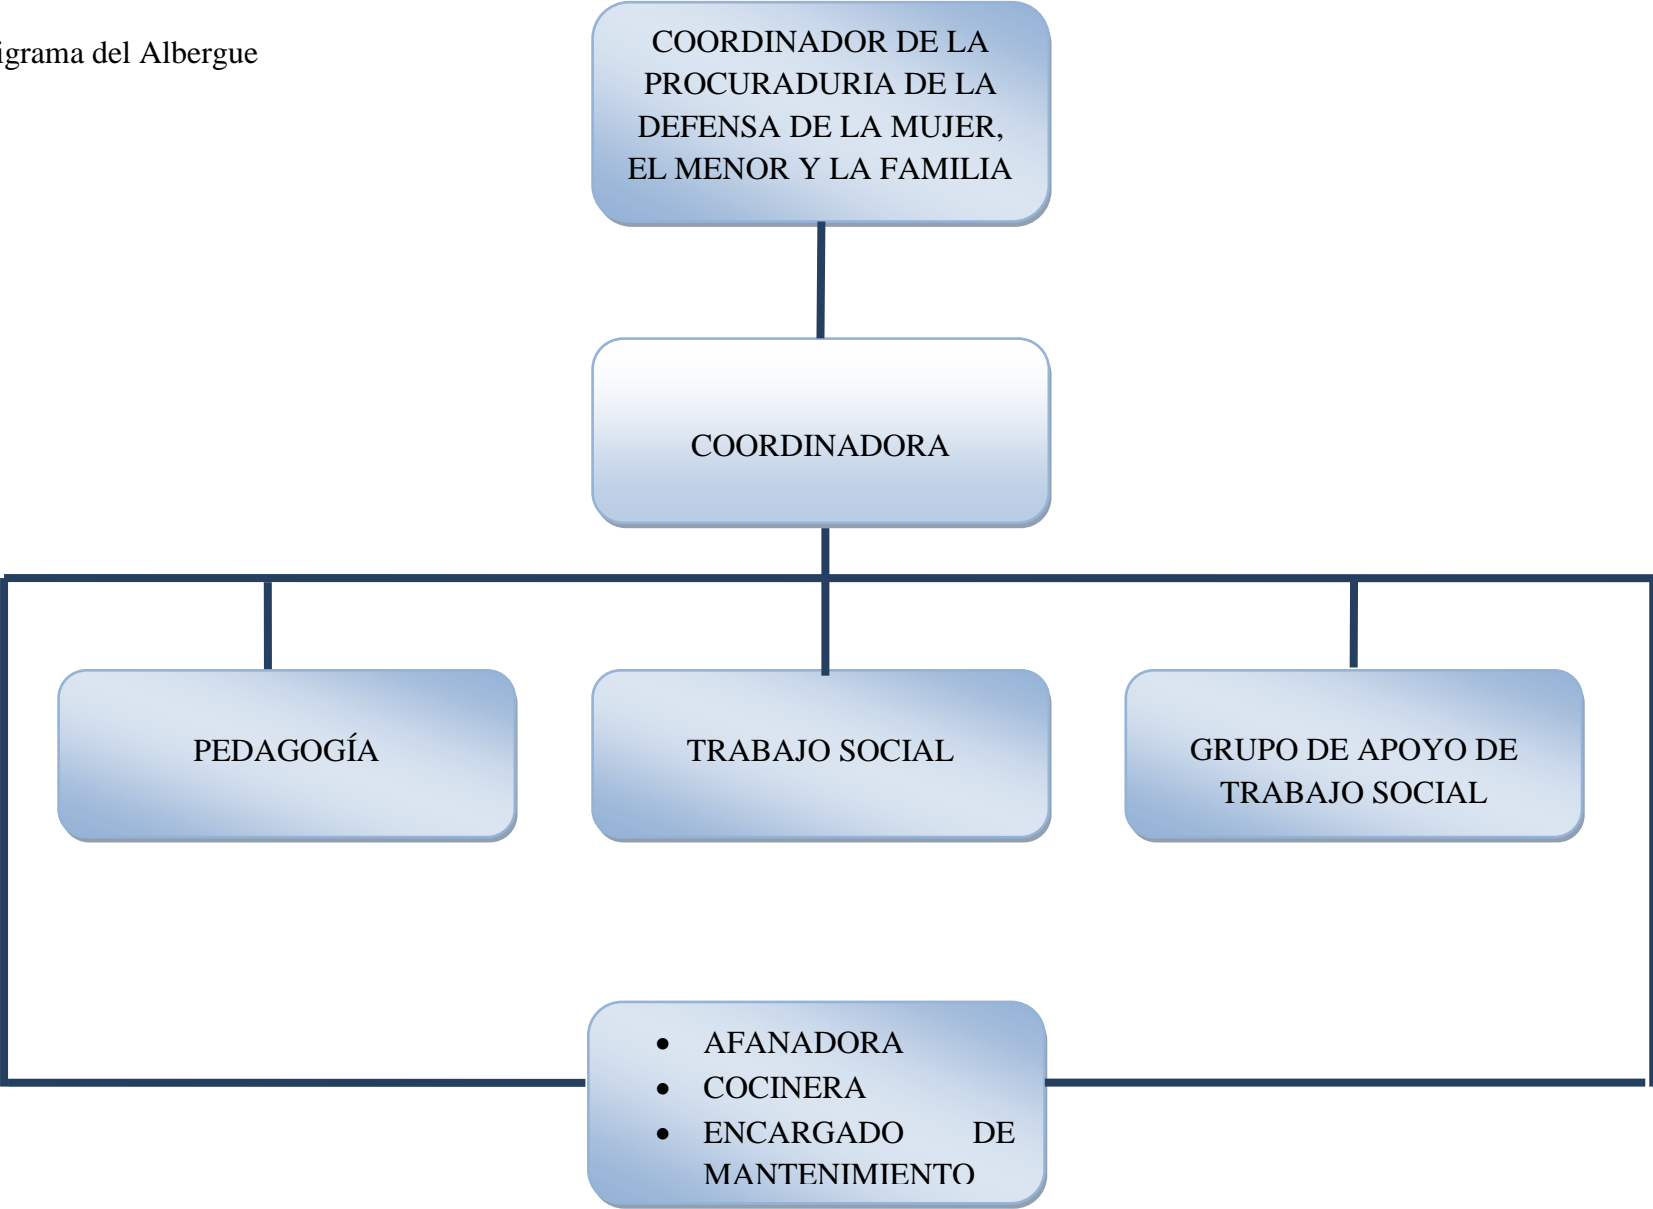 igrama del Albergue
COORDINADOR DE LA
PROCURADURIA DE LA
DEFENSA DE LA MUJER,
EL MENOR Y LA FAMILIA
COORDINADORA
PEDAGOGÍA
TRABAJO SOCIAL
GRUPO DE APOYO DE
TRABAJO SOCIAL
• AFANADORA
• COCINERA
• ENCARGADO DE
MANTENIMIENTO